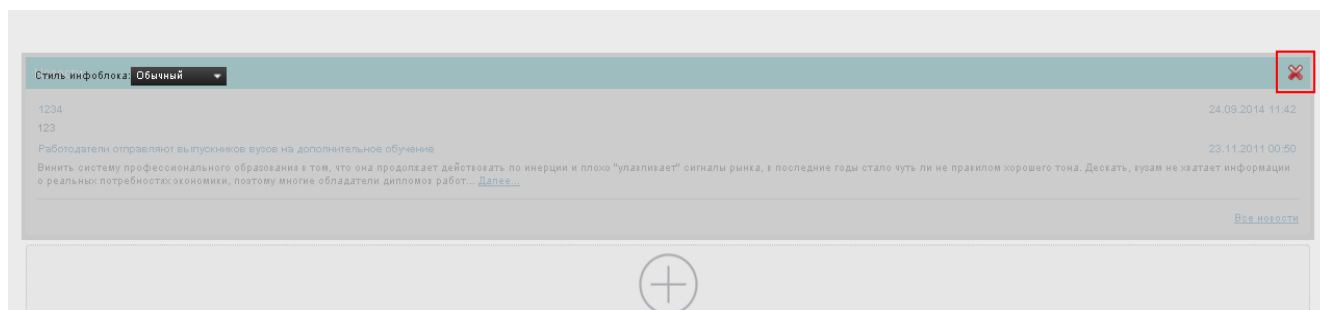 Стиль инфоблока: Обычный
1234 24.09.2014 11:42
123
Работодатели отправляют выпускников вузов на дополнительное обучение 23.11.2011 00:50
Винить систему профессионального образования в том, что она продолжает действовать по инерции и плохо "улавливает" сигналы рынка, в последние годы стало чуть ли не правилом хорошего тона. Дескать, вузам не хватает информации
о реальных потребностях экономики, поэтому многие обладатели дипломов работ... Далее...
Все новости